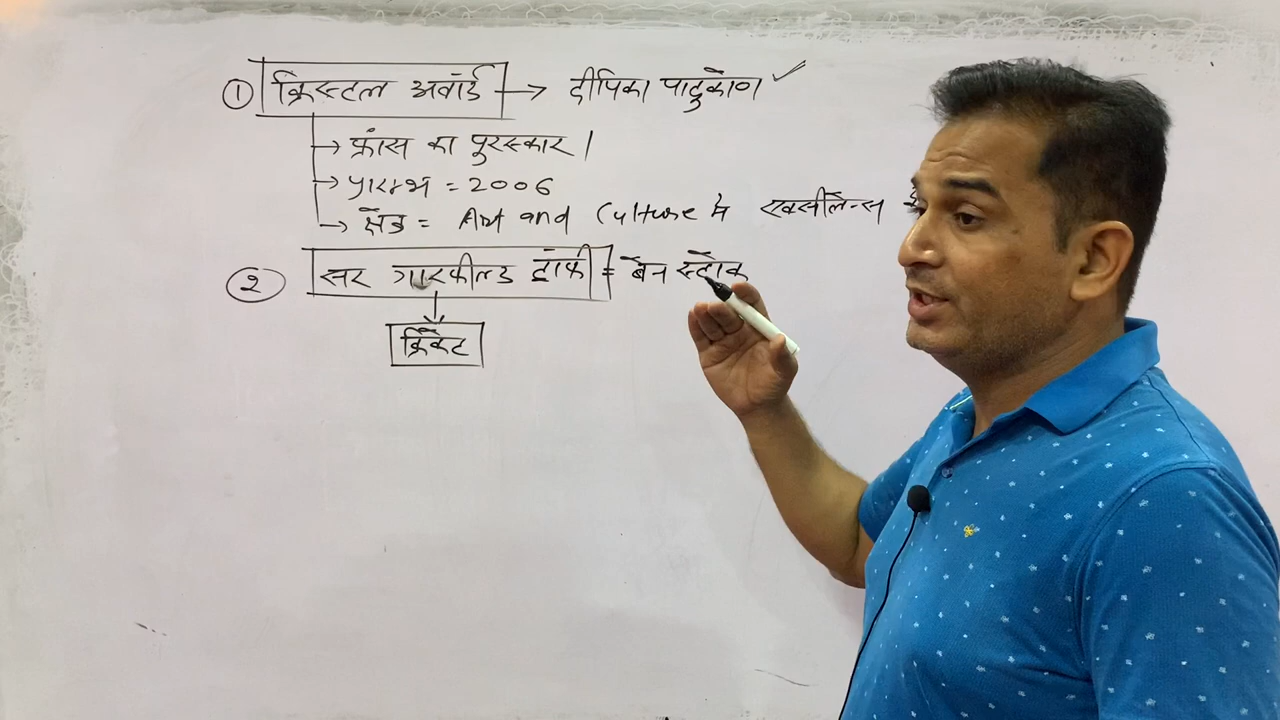 ① क्रिस्टल अवॉर्ड → दीपिका पादुकोण ✓
→ फ्रांस का पुरस्कार।
→ प्रारम्भ = 2006
→ क्षेत्र = Art and Culture में एक्सीलेन्स
② सर गारफील्ड ट्रॉफी = बेन स्टोक
क्रिकेट